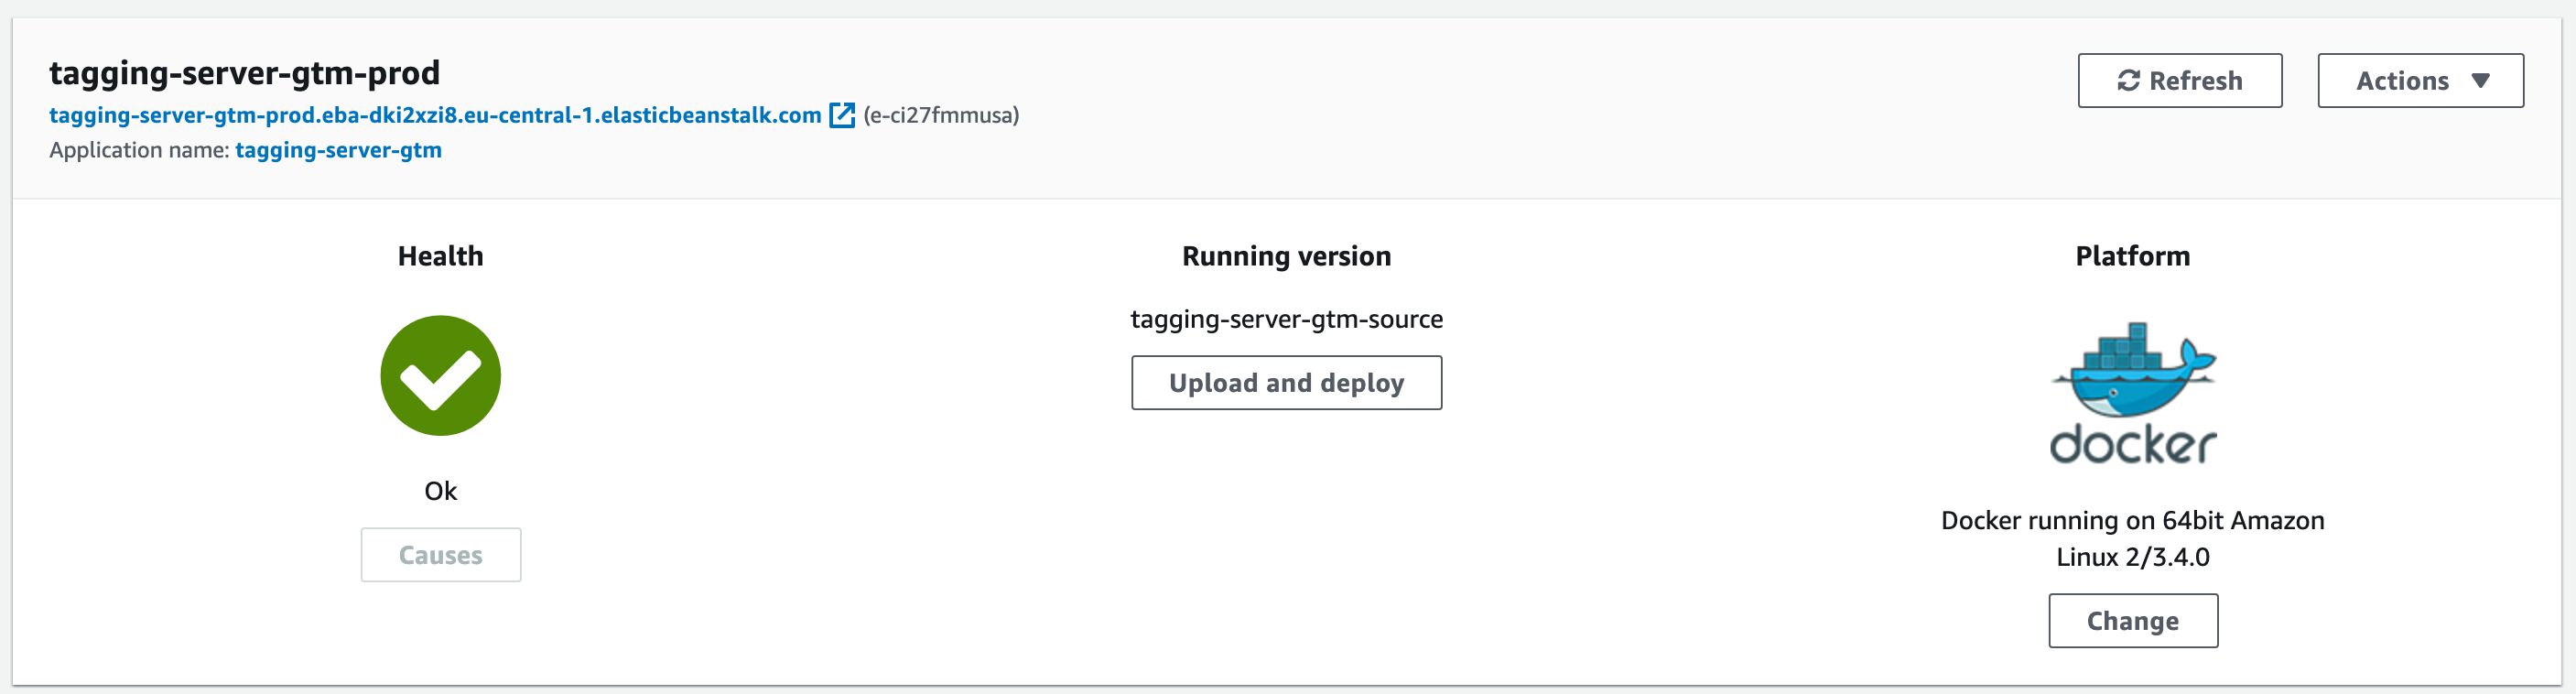 tagging-server-gtm-prod
tagging-server-gtm-prod.eba-dki2xzi8.eu-central-1.elasticbeanstalk.com (e-ci27fmmusa)
Application name: tagging-server-gtm
Refresh
Actions
Health
Ok
Causes
Running version
tagging-server-gtm-source
Upload and deploy
Platform
docker
Docker running on 64bit Amazon
Linux 2/3.4.0
Change